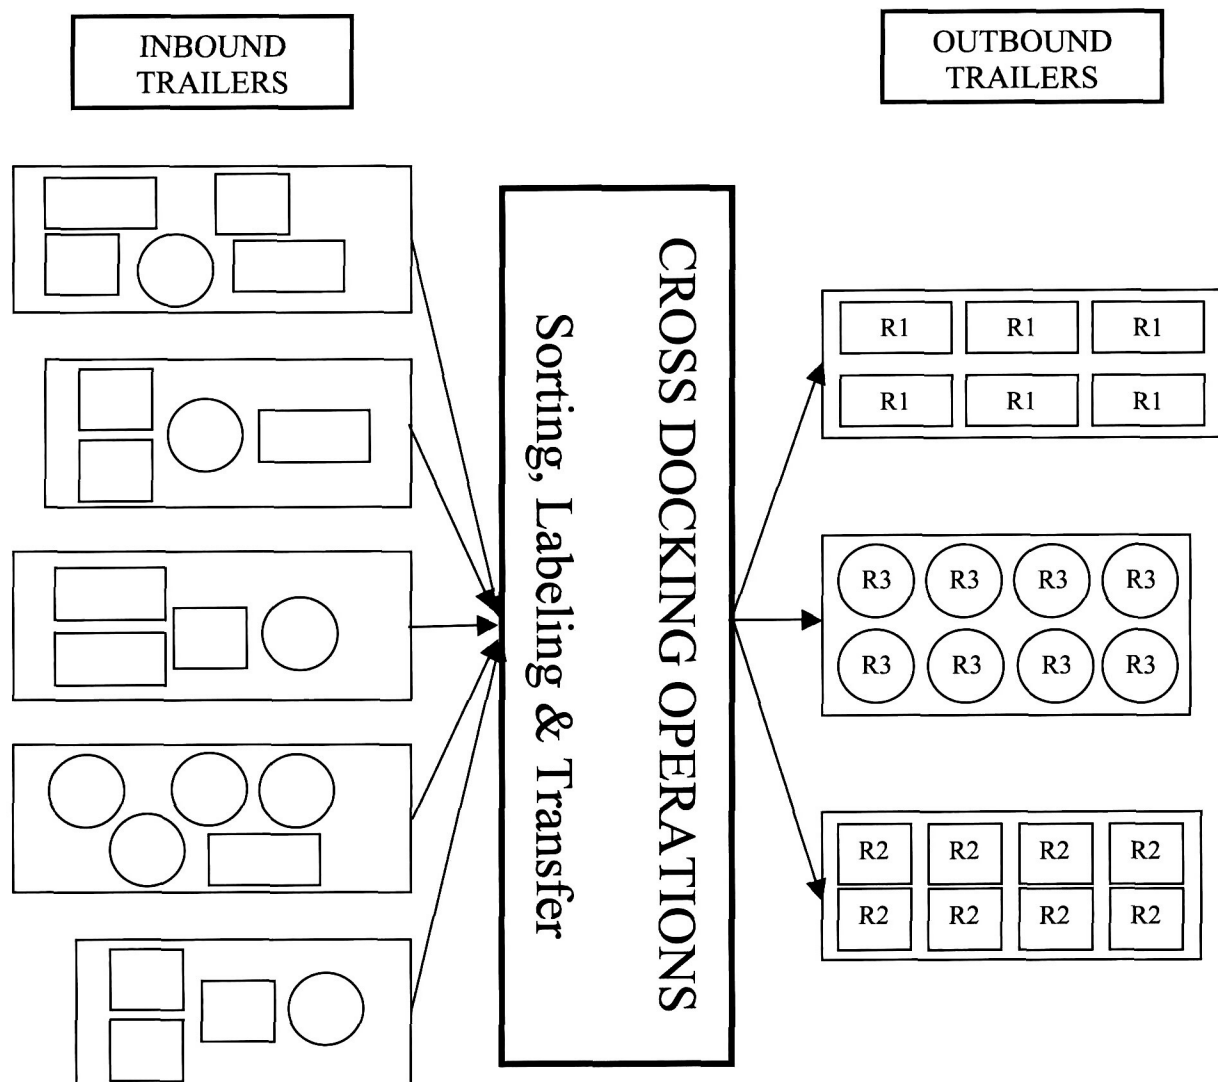 INBOUND
TRAILERS
OUTBOUND
TRAILERS
CROSS DOCKING OPERATIONS
Sorting, Labeling & Transfer
R1 R1 R1
R1 R1 R1
R3 R3 R3 R3
R3 R3 R3 R3
R2 R2 R2 R2
R2 R2 R2 R2